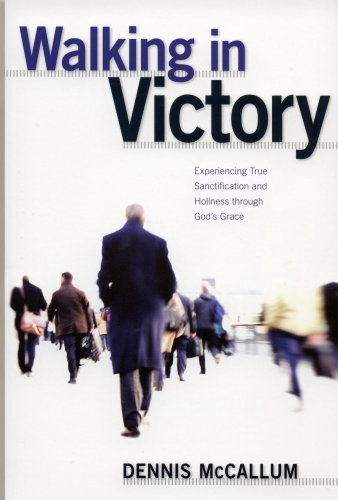 Walking in
Victory
Experiencing True
Sanctification and
Holiness through
God's Grace
DENNIS McCALLUM